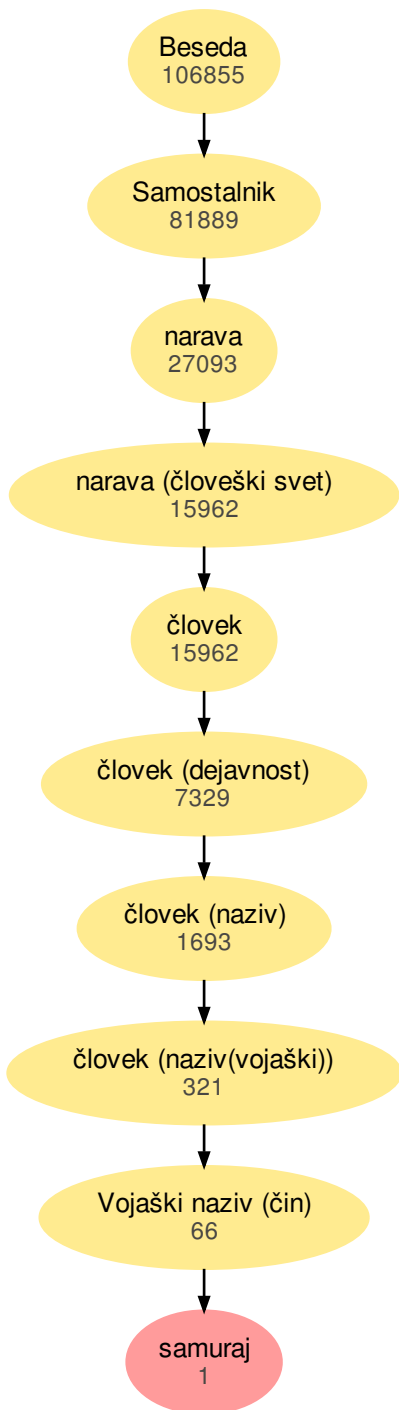 Beseda
106855
Samostalnik
81889
narava
27093
narava (človeški svet)
15962
človek
15962
človek (dejavnost)
7329
človek (naziv)
1693
človek (naziv(vojaški))
321
Vojaški naziv (čin)
66
samuraj
1